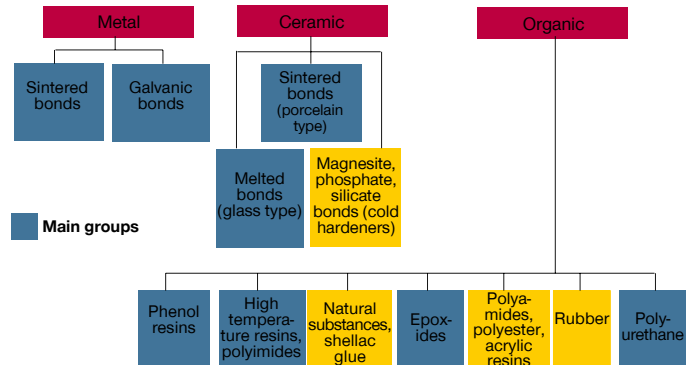 Metal
Ceramic
Organic
Sintered
bonds
Galvanic
bonds
Sintered
bonds
(porcelain
type)
Melted
bonds
(glass type)
Magnesite,
phosphate,
silicate
bonds (cold
hardeners)
Main groups
Phenol
resins
High
tempera-
ture resins,
polyimides
Natural
substances,
shellac
glue
Epox-
ides
Polya-
mides,
polyester,
acrylic
resins
Rubber
Poly-
urethane